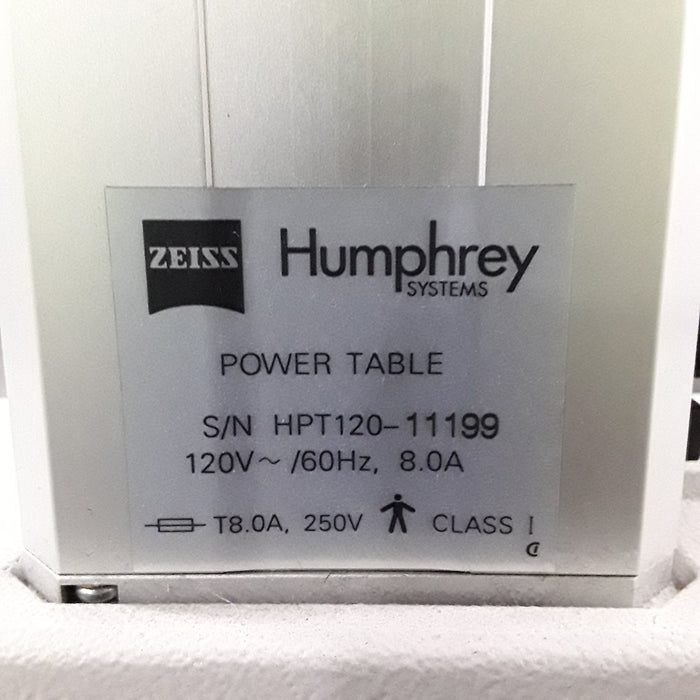 ZEISS Humphrey
SYSTEMS
POWER TABLE
S/N HPT120-11199
120V~ /60Hz, 8.0A
T8.0A, 250V CLASS I